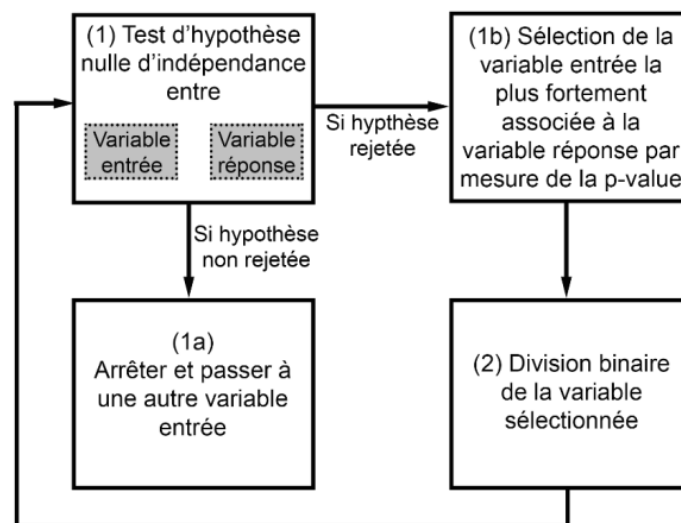 (1) Test d'hypothèse
nulle d'indépendance
entre
Variable
entrée
Variable
réponse
Si hypthèse
rejetée
(1b) Sélection de la
variable entrée la
plus fortement
associée à la
variable réponse par
mesure de la p-value
Si hypothèse
non rejetée
(1a)
Arrêter et passer à
une autre variable
entrée
(2) Division binaire
de la variable
sélectionnée